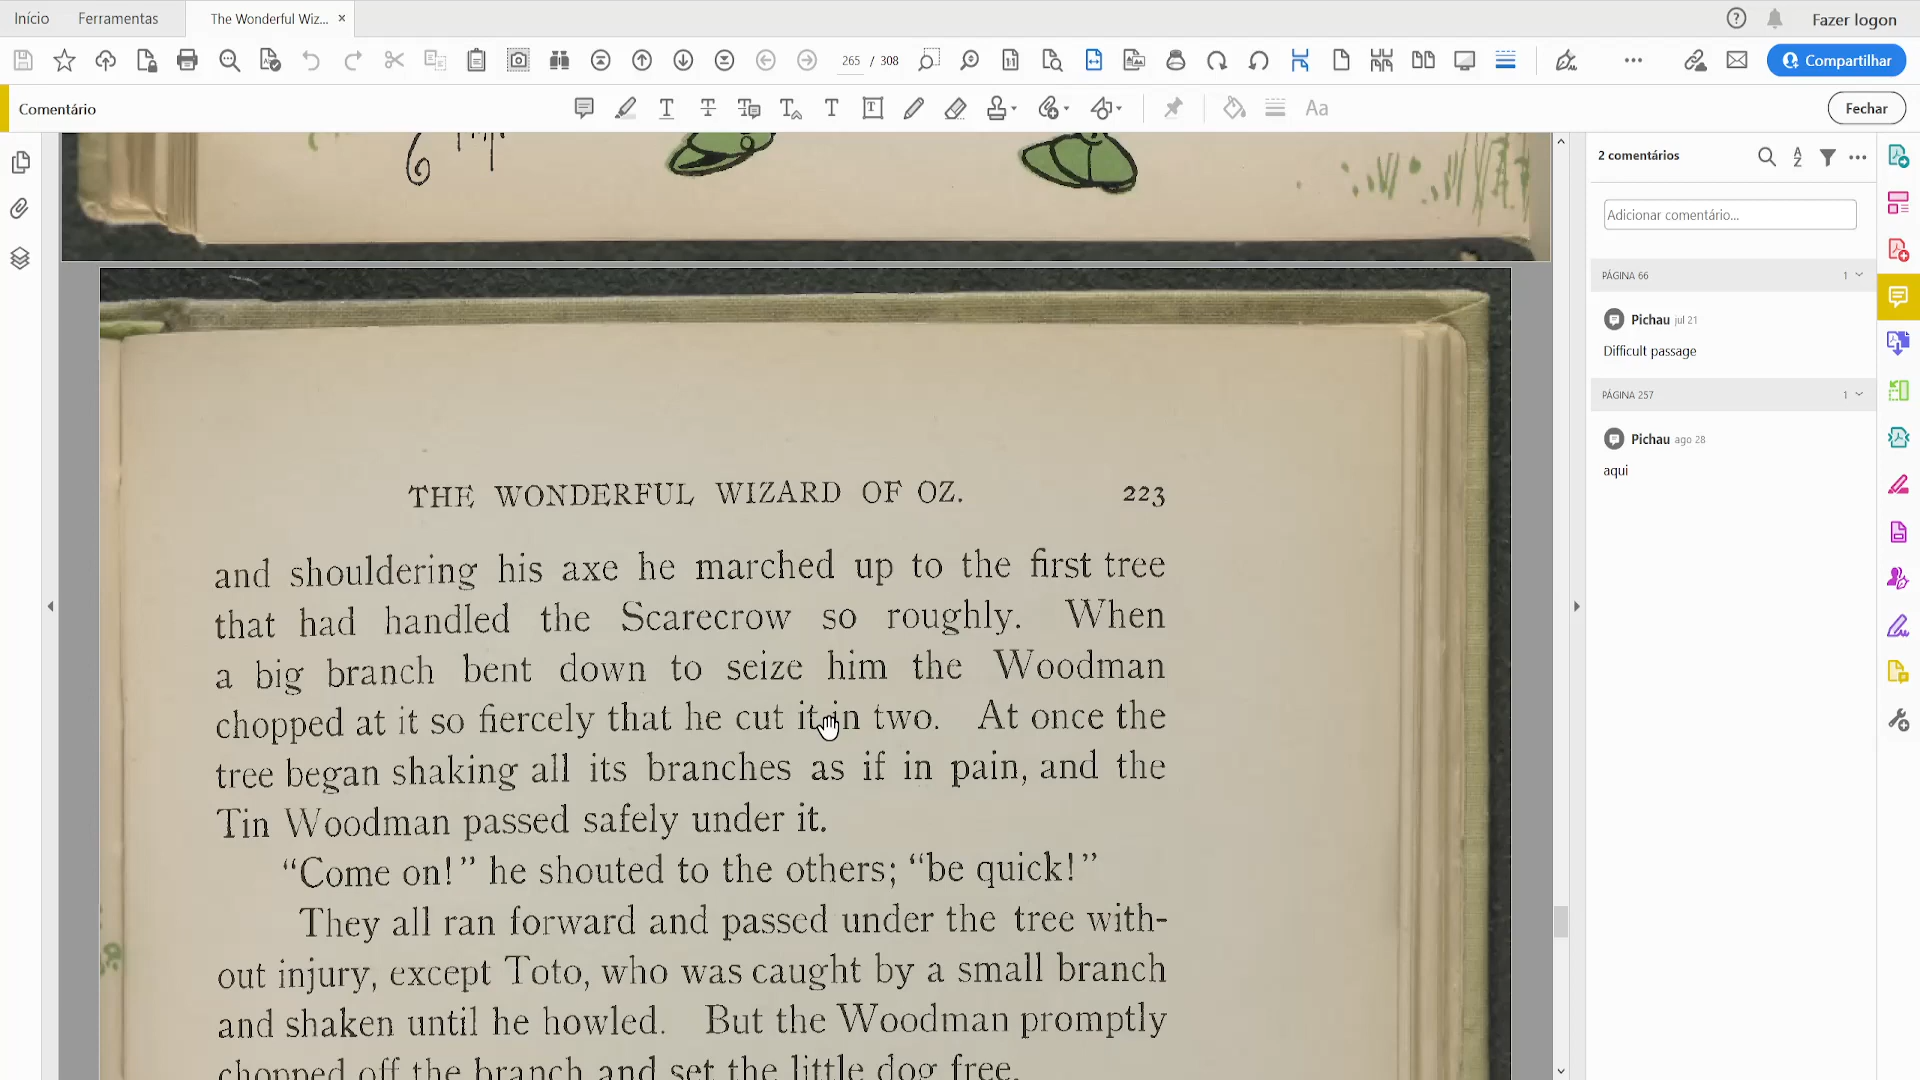 Início
Ferramentas
The Wonderful Wiz...
Fazer logon
265 / 308
Compartilhar
Comentário
Fechar
2 comentários
Adicionar comentário...
PÁGINA 66
1
Pichau jul 21
Difficult passage
PÁGINA 257
1
Pichau ago 28
aqui
THE WONDERFUL WIZARD OF OZ. 223
and shouldering his axe he marched up to the first tree
that had handled the Scarecrow so roughly. When
a big branch bent down to seize him the Woodman
chopped at it so fiercely that he cut it in two. At once the
tree began shaking all its branches as if in pain, and the
Tin Woodman passed safely under it.
“Come on!” he shouted to the others; “be quick!”
They all ran forward and passed under the tree with-
out injury, except Toto, who was caught by a small branch
and shaken until he howled. But the Woodman promptly
chopped off the branch and set the little dog free.